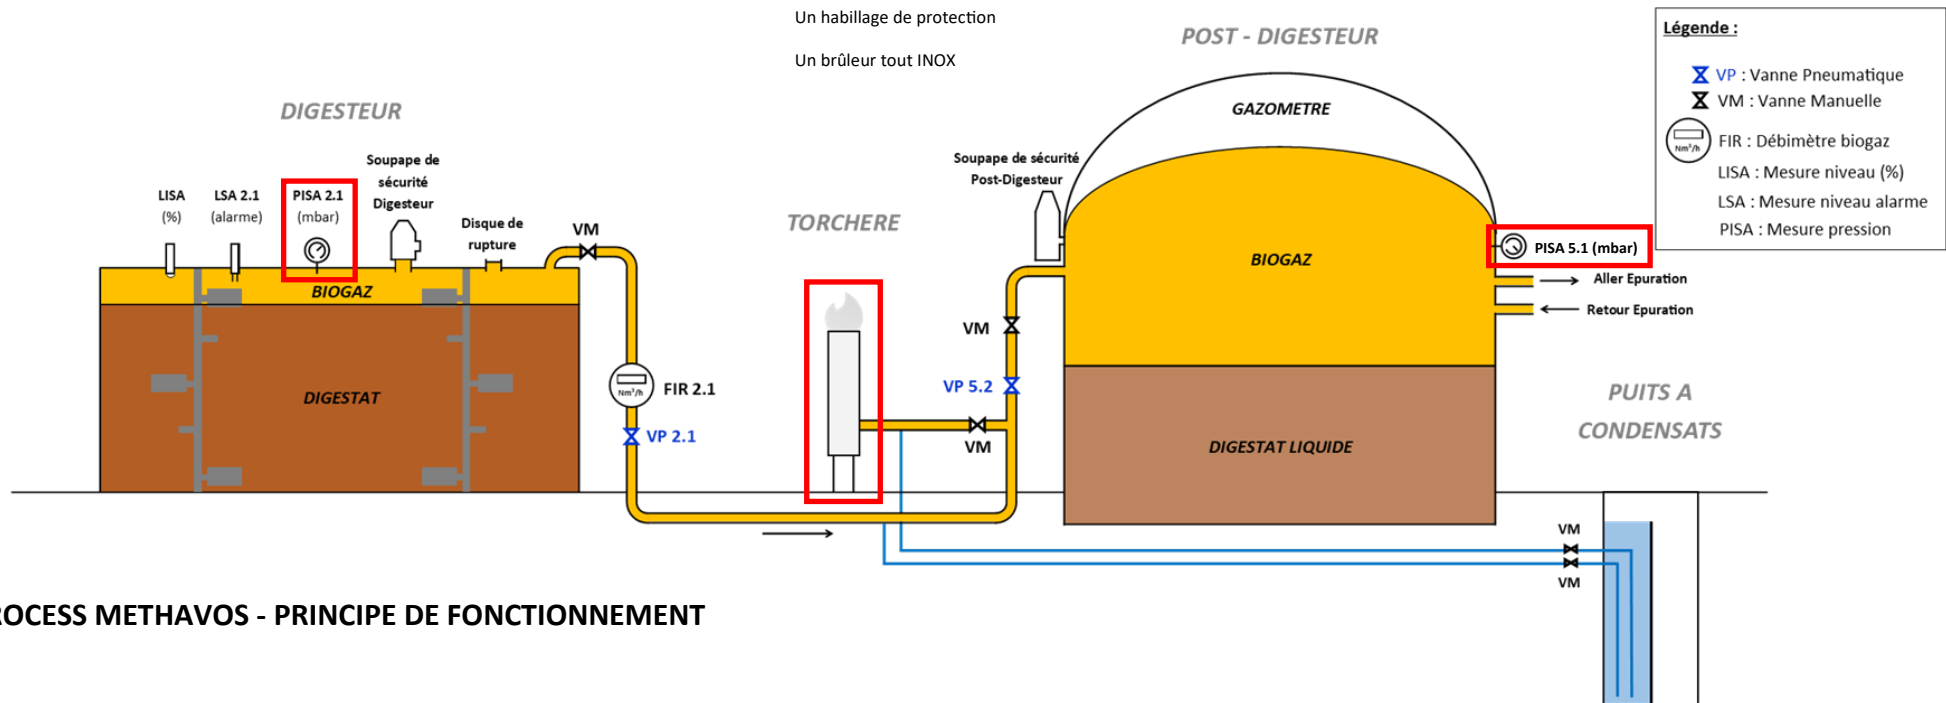 Un habillage de protection
Un brûleur tout INOX
POST - DIGESTEUR
Légende :
VP : Vanne Pneumatique
VM : Vanne Manuelle
Nm³/h
FIR : Débimètre biogaz
LISA : Mesure niveau (%)
LSA : Mesure niveau alarme
PISA : Mesure pression
DIGESTEUR
GAZOMETRE
LISA
(%)
LSA 2.1
(alarme)
PISA 2.1
(mbar)
Soupape de
sécurité
Digesteur
Disque de
rupture
VM
TORCHERE
Soupape de sécurité
Post-Digesteur
PISA 5.1 (mbar)
BIOGAZ
BIOGAZ
Aller Epuration
Retour Epuration
VM
Nm³/h
FIR 2.1
VP 5.2
DIGESTAT
VP 2.1
VM
DIGESTAT LIQUIDE
PUITS A
CONDENSATS
VM
VM
ROCESS METHAVOS - PRINCIPE DE FONCTIONNEMENT